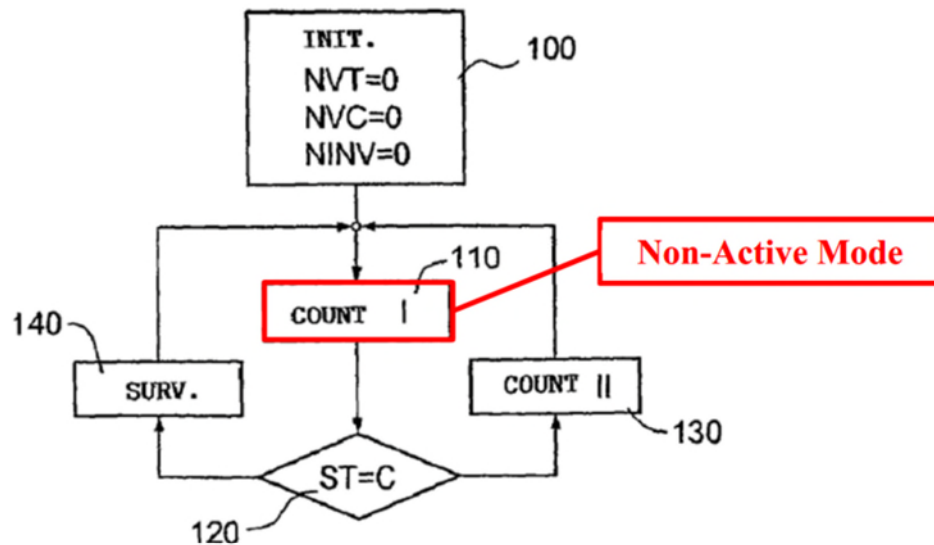 INIT.
NVT=0
NVC=0
NINV=0
100
Non-Active Mode
110
COUNT I
140
SURV.
COUNT II
130
ST=C
120